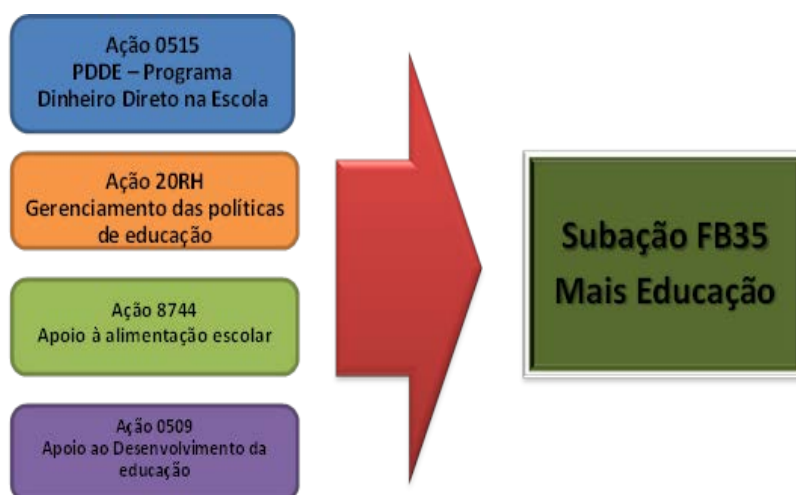 Ação 0515
PDDE – Programa
Dinheiro Direto na Escola
Ação 20RH
Gerenciamento das políticas
de educação
Ação 8744
Apoio à alimentação escolar
Ação 0509
Apoio ao Desenvolvimento da
educação
Subação FB35
Mais Educação